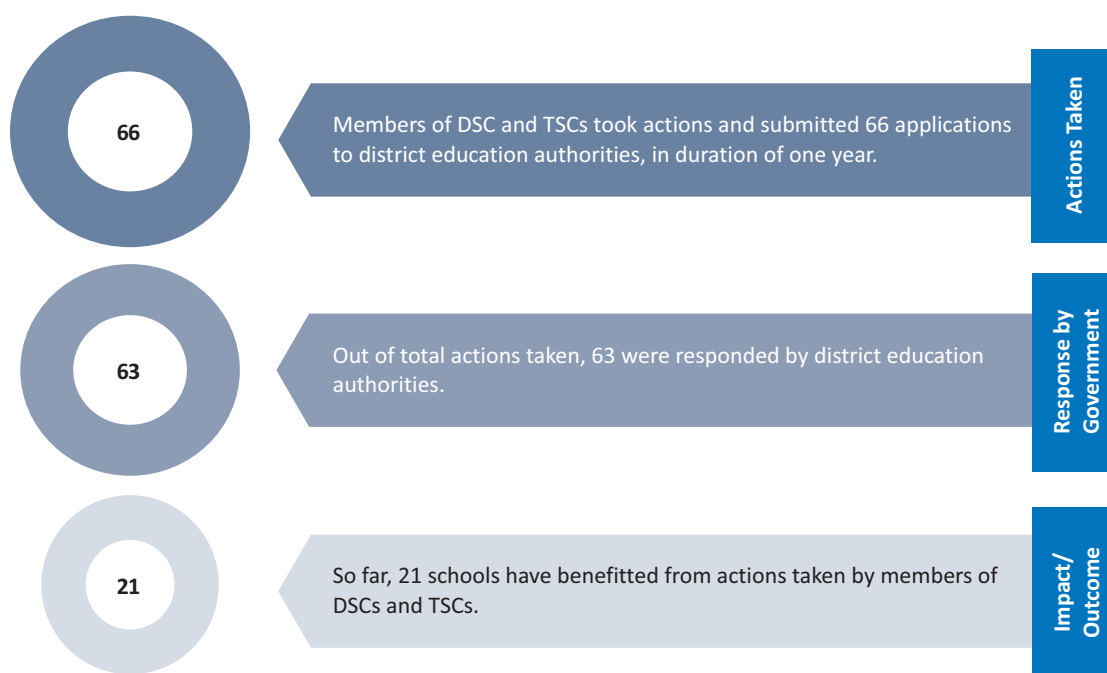 66
Members of DSC and TSCs took actions and submitted 66 applications
to district education authorities, in duration of one year.
Actions Taken
63
Out of total actions taken, 63 were responded by district education
authorities.
Response by
Government
21
So far, 21 schools have benefitted from actions taken by members of
DSCs and TSCs.
Impact/
Outcome